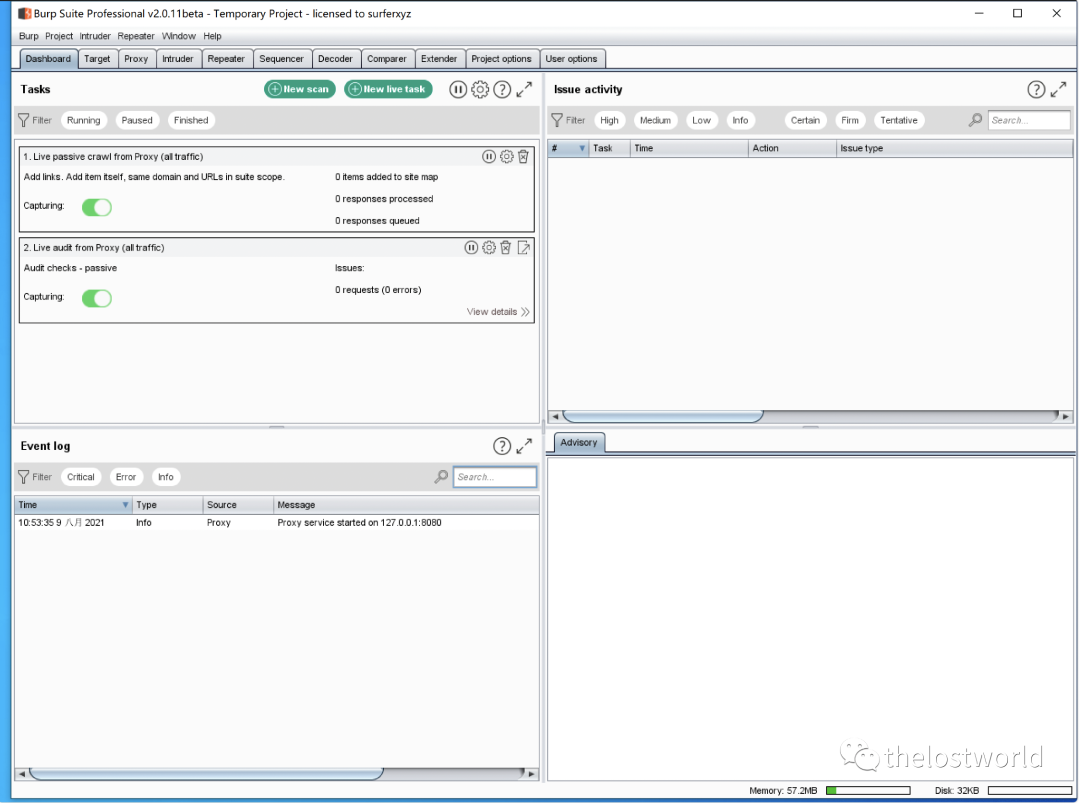 Burp Suite Professional v2.0.11beta - Temporary Project - licensed to surferxyz
Burp Project Intruder Repeater Window Help
Dashboard Target Proxy Intruder Repeater Sequencer Decoder Comparer Extender Project options User options
Tasks
New scan
New live task
Filter Running Paused Finished
1. Live passive crawl from Proxy (all traffic)
Add links. Add item itself, same domain and URLs in suite scope.
0 items added to site map
0 responses processed
Capturing:
0 responses queued
2. Live audit from Proxy (all traffic)
Audit checks - passive
Issues:
0 requests (0 errors)
Capturing:
View details
Issue activity
Filter High Medium Low Info Certain Firm Tentative Search...
# Task Time Action Issue type
Event log
Filter Critical Error Info Search...
Time Type Source Message
10:53:35 9 八月 2021 Info Proxy Proxy service started on 127.0.0.1:8080
Advisory
thelostworld
Memory: 57.2MB
Disk: 32KB